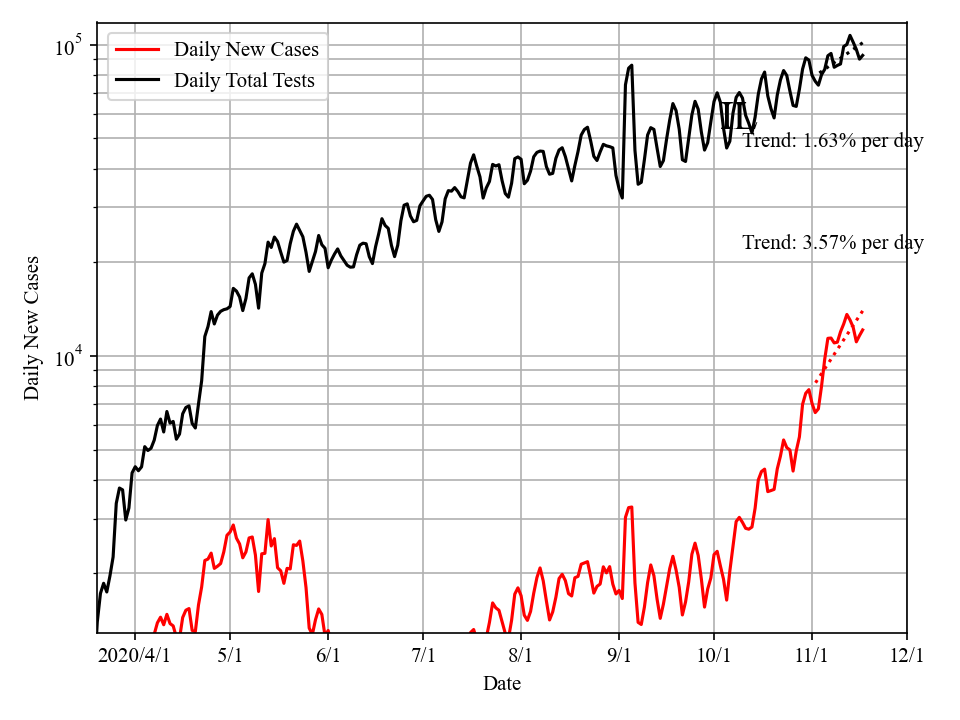 Daily New Cases
Daily Total Tests
IL
Trend: 1.63% per day
Trend: 3.57% per day
10^5
10^4
Daily New Cases
2020/4/1 5/1 6/1 7/1 8/1 9/1 10/1 11/1 12/1
Date